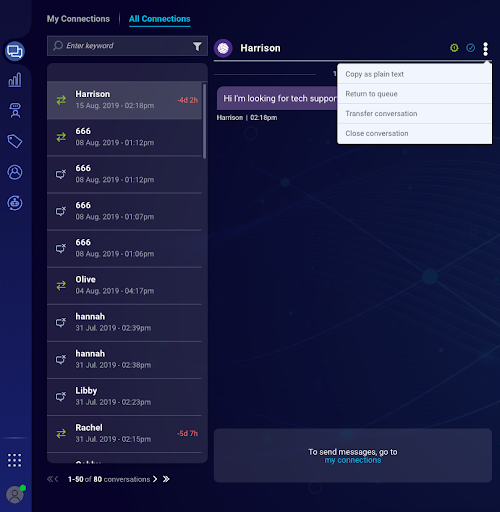 My Connections
All Connections
Enter keyword
Harrison
15 Aug. 2019 - 02:18pm
-4d 2h
666
08 Aug. 2019 - 01:12pm
666
08 Aug. 2019 - 01:12pm
666
08 Aug. 2019 - 01:07pm
666
08 Aug. 2019 - 01:06pm
Olive
04 Aug. 2019 - 04:17pm
hannah
31 Jul. 2019 - 02:39pm
hannah
31 Jul. 2019 - 02:38pm
Libby
31 Jul. 2019 - 02:23pm
Rachel
31 Jul. 2019 - 02:15pm
-5d 7h
1-50 of 80 conversations
Harrison
Copy as plain text
Return to queue
Transfer conversation
Close conversation
Hi I'm looking for tech suppor
Harrison | 02:18pm
To send messages, go to
my connections